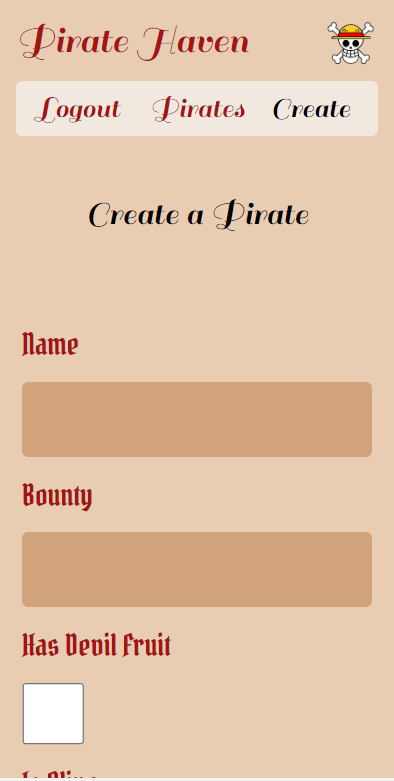 Pirate Haven
Logout Pirates Create
Create a Pirate
Name
Bounty
Has Devil Fruit